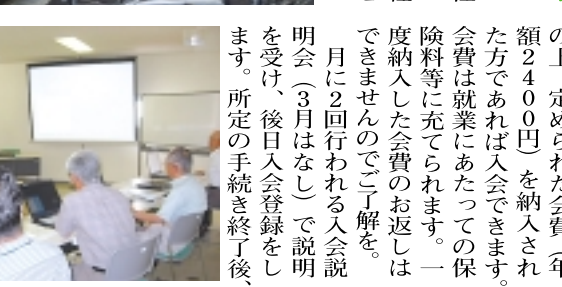 の上、定められた会費（年
額２４００円）を納入され
た方であれば入会できます。
会費は就業にあたっての保
険料等に充てられます。一
度納入した会費のお返しは
できませんのでご了解を。
　月に２回行われる入会説
明会（３月はなし）で説明
を受け、後日入会登録をし
ます。所定の手続き終了後、